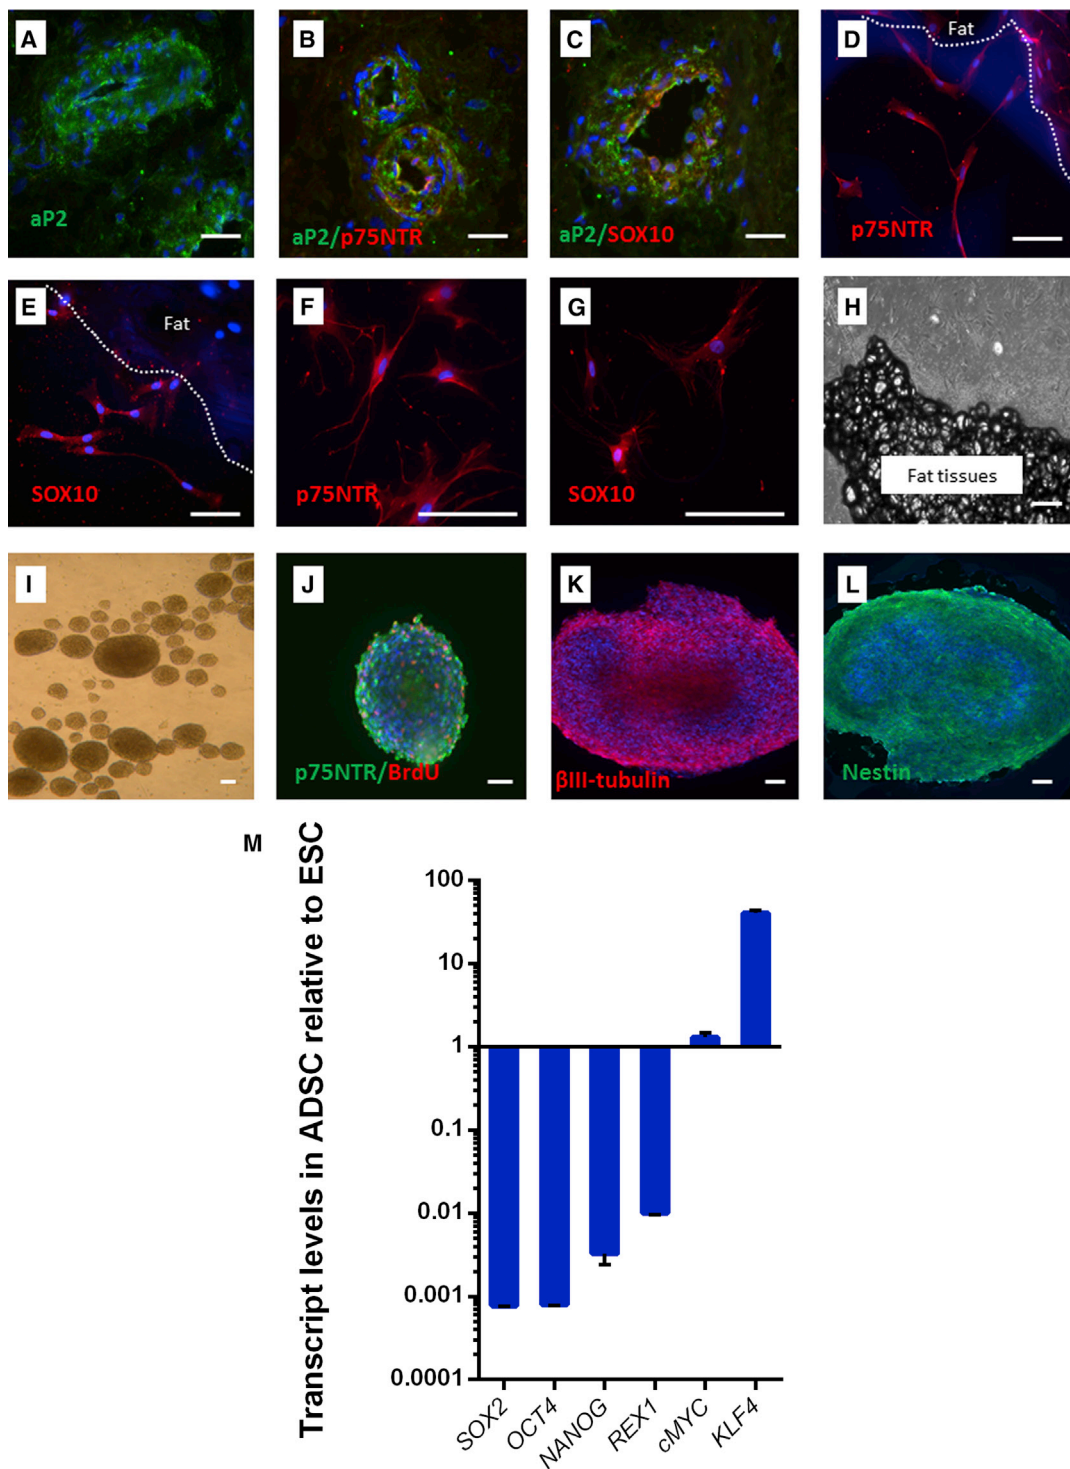 A
aP2
B
aP2/p75NTR
C
aP2/SOX10
D
Fat
p75NTR
E
Fat
SOX10
F
p75NTR
G
SOX10
H
Fat tissues
I
J
p75NTR/BrdU
K
βIII-tubulin
L
Nestin
M
Transcript levels in ADSC relative to ESC
100
10
1
0.1
0.01
0.001
0.0001
SOX2
OCT4
NANOG
REX1
cMYC
KLF4